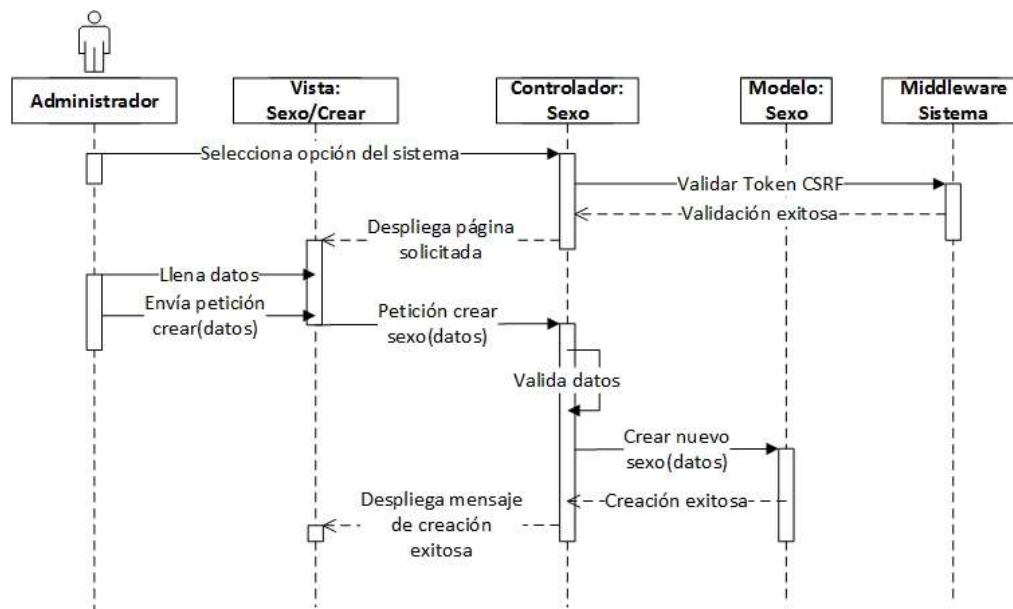 Administrador
Vista:
Sexo/Crear
Controlador:
Sexo
Modelo:
Sexo
Middleware
Sistema
Selecciona opción del sistema
Validar Token CSRF
Validación exitosa
Despliega página
solicitada
Llena datos
Envía petición
crear(datos)
Petición crear
sexo(datos)
Valida datos
Crear nuevo
sexo(datos)
Creación exitosa
Despliega mensaje
de creación
exitosa